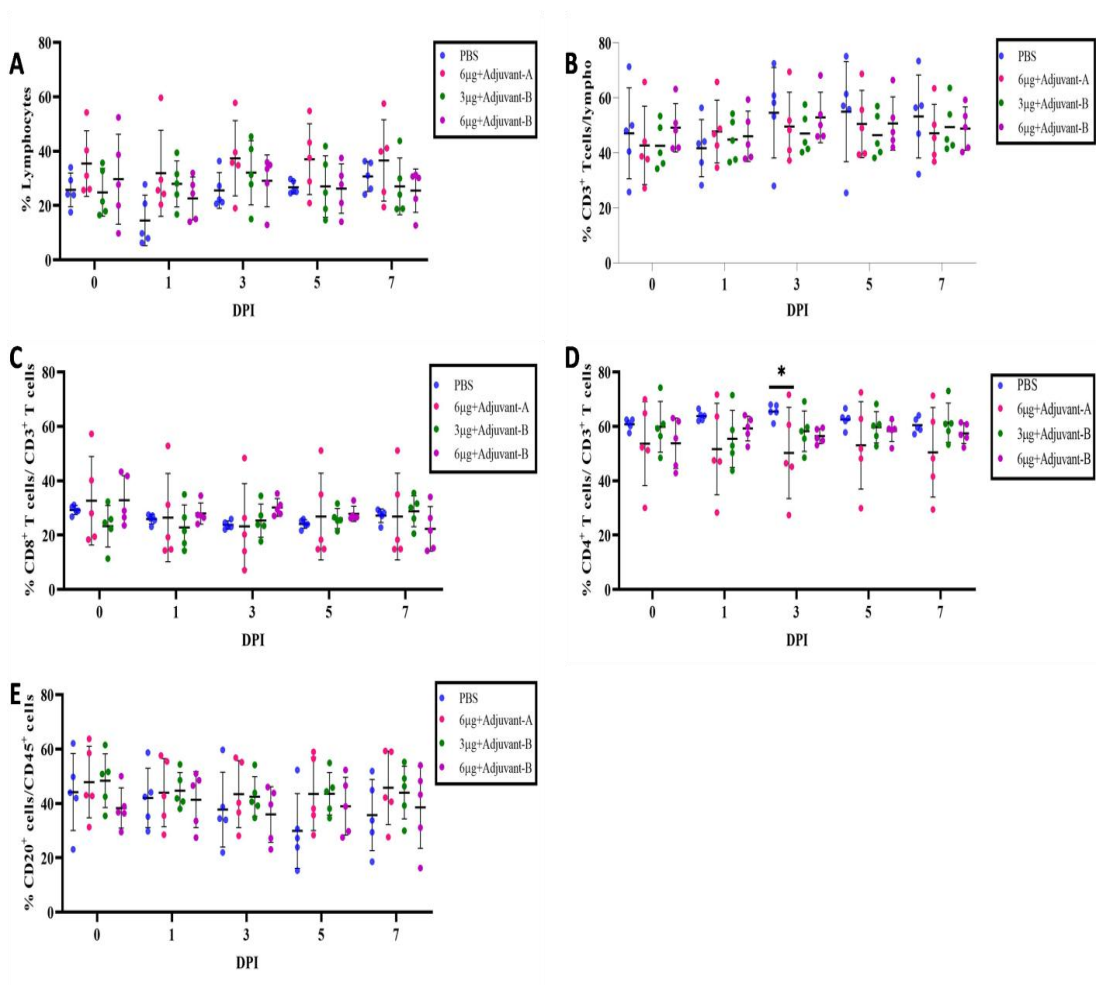 A
% Lymphocytes
80
60
40
20
0
0 1 3 5 7
DPI
PBS
6µg+Adjuvant-A
3µg+Adjuvant-B
6µg+Adjuvant-B
B
% CD3⁺ Tcells/lympho
80
60
40
20
0
0 1 3 5 7
DPI
PBS
6µg+Adjuvant-A
3µg+Adjuvant-B
6µg+Adjuvant-B
C
% CD8⁺ T cells/ CD3⁺ T cells
80
60
40
20
0
0 1 3 5 7
DPI
PBS
6µg+Adjuvant-A
3µg+Adjuvant-B
6µg+Adjuvant-B
D
% CD4⁺ T cells/ CD3⁺ T cells
80
60
40
20
0
*
0 1 3 5 7
DPI
PBS
6µg+Adjuvant-A
3µg+Adjuvant-B
6µg+Adjuvant-B
E
% CD20⁺ cells/CD45⁺ cells
80
60
40
20
0
0 1 3 5 7
DPI
PBS
6µg+Adjuvant-A
3µg+Adjuvant-B
6µg+Adjuvant-B